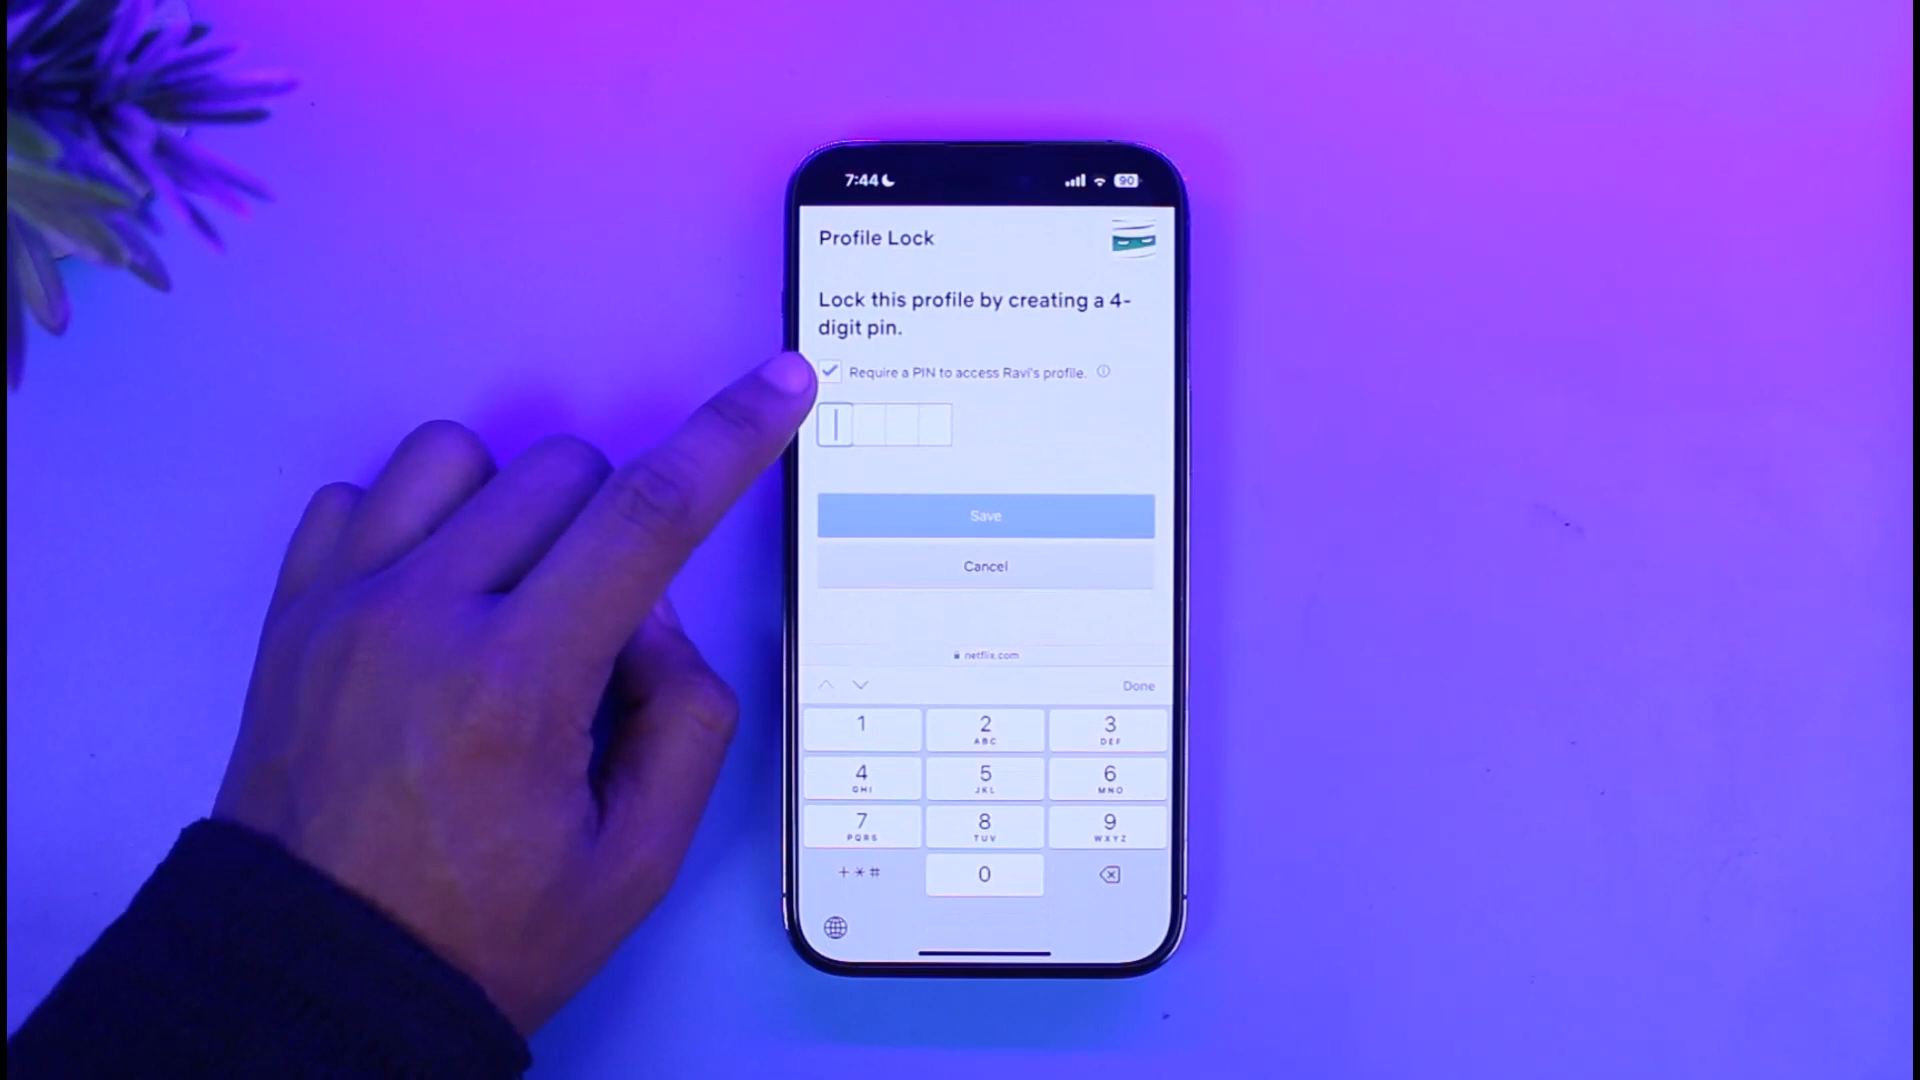 7:44
90
Profile Lock
Lock this profile by creating a 4-
digit pin.
Require a PIN to access Ravi's profile.
Save
Cancel
netflix.com
Done
1
2
ABC
3
DEF
4
GHI
5
JKL
6
MNO
7
PQRS
8
TUV
9
WXYZ
+*#
0